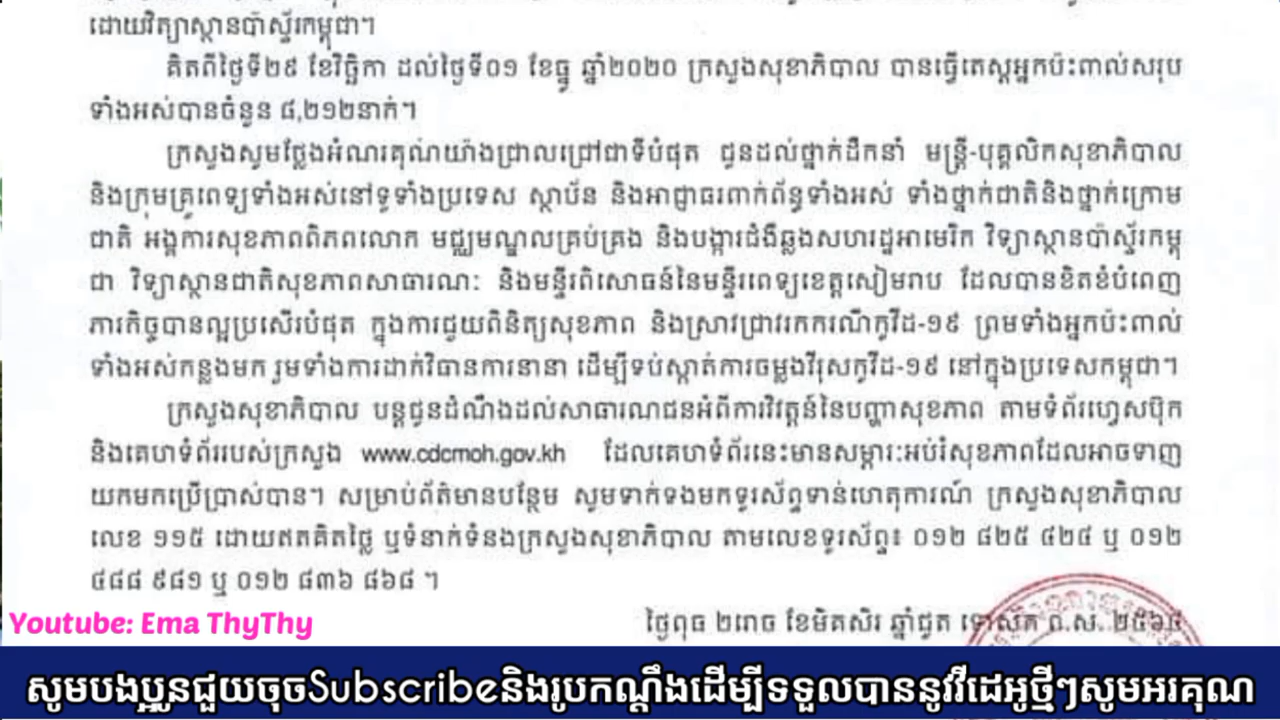 ដោយវិទ្យាស្ថានប៉ាស្ទ័រកម្ពុជា។
គិតពីថ្ងៃទី២៩ ខែវិច្ឆិកា ដល់ថ្ងៃទី០១ ខែធ្នូ ឆ្នាំ២០២០ ក្រសួងសុខាភិបាល បានធ្វើតេស្តអ្នកប៉ះពាល់សរុប
ទាំងអស់បានចំនួន ៨,២១២នាក់។
ក្រសួងសូមថ្លែងអំណរគុណយ៉ាងជ្រាលជ្រៅជាទីបំផុត ជូនដល់ថ្នាក់ដឹកនាំ មន្ត្រី-បុគ្គលិកសុខាភិបាល
និងក្រុមគ្រូពេទ្យទាំងអស់នៅទូទាំងប្រទេស ស្ថាប័ន និងអាជ្ញាធរពាក់ព័ន្ធទាំងអស់ ទាំងថ្នាក់ជាតិនិងថ្នាក់ក្រោម
ជាតិ អង្គការសុខភាពពិភពលោក មជ្ឈមណ្ឌលគ្រប់គ្រង និងបង្ការជំងឺឆ្លងសហរដ្ឋអាមេរិក វិទ្យាស្ថានប៉ាស្ទ័រកម្ពុ
ជា វិទ្យាស្ថានជាតិសុខភាពសាធារណៈ និងមន្ទីរពិសោធន៍នៃមន្ទីរពេទ្យខេត្តសៀមរាប ដែលបានខិតខំបំពេញ
ភារកិច្ចបានល្អប្រសើរបំផុត ក្នុងការជួយពិនិត្យសុខភាព និងស្រាវជ្រាវរកករណីកូវីដ-១៩ ព្រមទាំងអ្នកប៉ះពាល់
ទាំងអស់កន្លងមក រួមទាំងការដាក់វិធានការនានា ដើម្បីទប់ស្កាត់ការចម្លងវីរុសកូវីដ-១៩ នៅក្នុងប្រទេសកម្ពុជា។
ក្រសួងសុខាភិបាល បន្តជូនដំណឹងដល់សាធារណជនអំពីការវិវត្តន៍នៃបញ្ហាសុខភាព តាមទំព័រហ្វេសប៊ុក
និងគេហទំព័ររបស់ក្រសួង www.cdcmoh.gov.kh ដែលគេហទំព័រនេះមានសម្ភារៈអប់រំសុខភាពដែលអាចទាញ
យកមកប្រើប្រាស់បាន។ សម្រាប់ព័ត៌មានបន្ថែម សូមទាក់ទងមកទូរស័ព្ទទាន់ហេតុការណ៍ ក្រសួងសុខាភិបាល
លេខ ១១៥ ដោយឥតគិតថ្លៃ ឬទំនាក់ទំនងក្រសួងសុខាភិបាល តាមលេខទូរស័ព្ទ៖ ០១២ ៨២៥ ៤២៤ ឬ ០១២
៤៨៨ ៩៨១ ឬ ០១២ ៨៣៦ ៨៦៨ ។
Youtube: Ema ThyThy
ថ្ងៃពុធ ២រោច ខែមិគសិរ ឆ្នាំជូត ទោស័ក ព.ស. ២៥៦៤
សូមបងប្អូនជួយចុចSubscribeនិងរូបកណ្ដឹងដើម្បីទទួលបាននូវវីដេអូថ្មីៗសូមអរគុណ